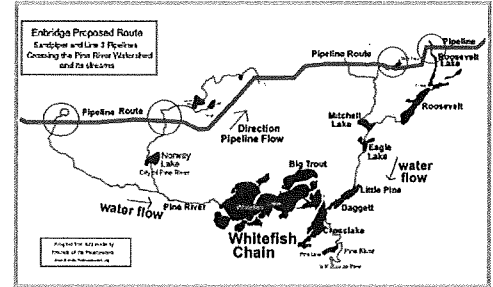 Enbridge Proposed Route
Sandpiper and Line 3 Pipelines
Crossing the Pine River Watershed
and its streams
Pipeline
Pipeline Route
Roosevelt
Lake
Roosevelt
Pipeline Route
Direction
Pipeline Flow
Mitchell
Lake
Eagle
Lake
Norway
Lake
City of Pine River
Big Trout
water
flow
Little Pine
water flow
Pine River
Daggett
Whitefish
Chain
Crosslake
Pine River